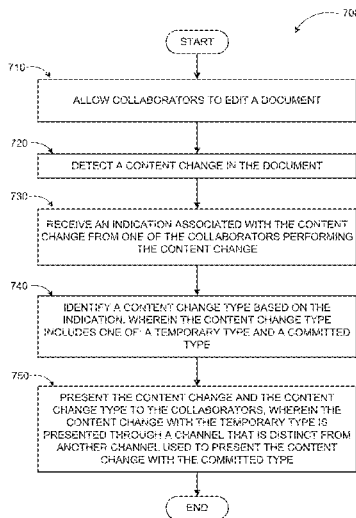 700
START
710
ALLOW COLLABORATORS TO EDIT A DOCUMENT
720
DETECT A CONTENT CHANGE IN THE DOCUMENT
730
RECEIVE AN INDICATION ASSOCIATED WITH THE CONTENT
CHANGE FROM ONE OF THE COLLABORATORS
PERFORMING
THE CONTENT CHANGE
740
IDENTIFY A CONTENT CHANGE TYPE BASED ON THE
INDICATION, WHEREIN THE CONTENT CHANGE TYPE
INCLUDES ONE OF: A TEMPORARY TYPE AND A COMMITTED
TYPE
750
PRESENT THE CONTENT CHANGE AND THE CONTENT
CHANGE TYPE TO THE COLLABORATORS, WHEREIN THE
CONTENT CHANGE WITH THE TEMPORARY TYPE IS
PRESENTED THROUGH A CHANNEL THAT IS DISTINCT FROM
ANOTHER CHANNEL USED TO PRESENT THE CONTENT
CHANGE WITH THE COMMITTED TYPE
END